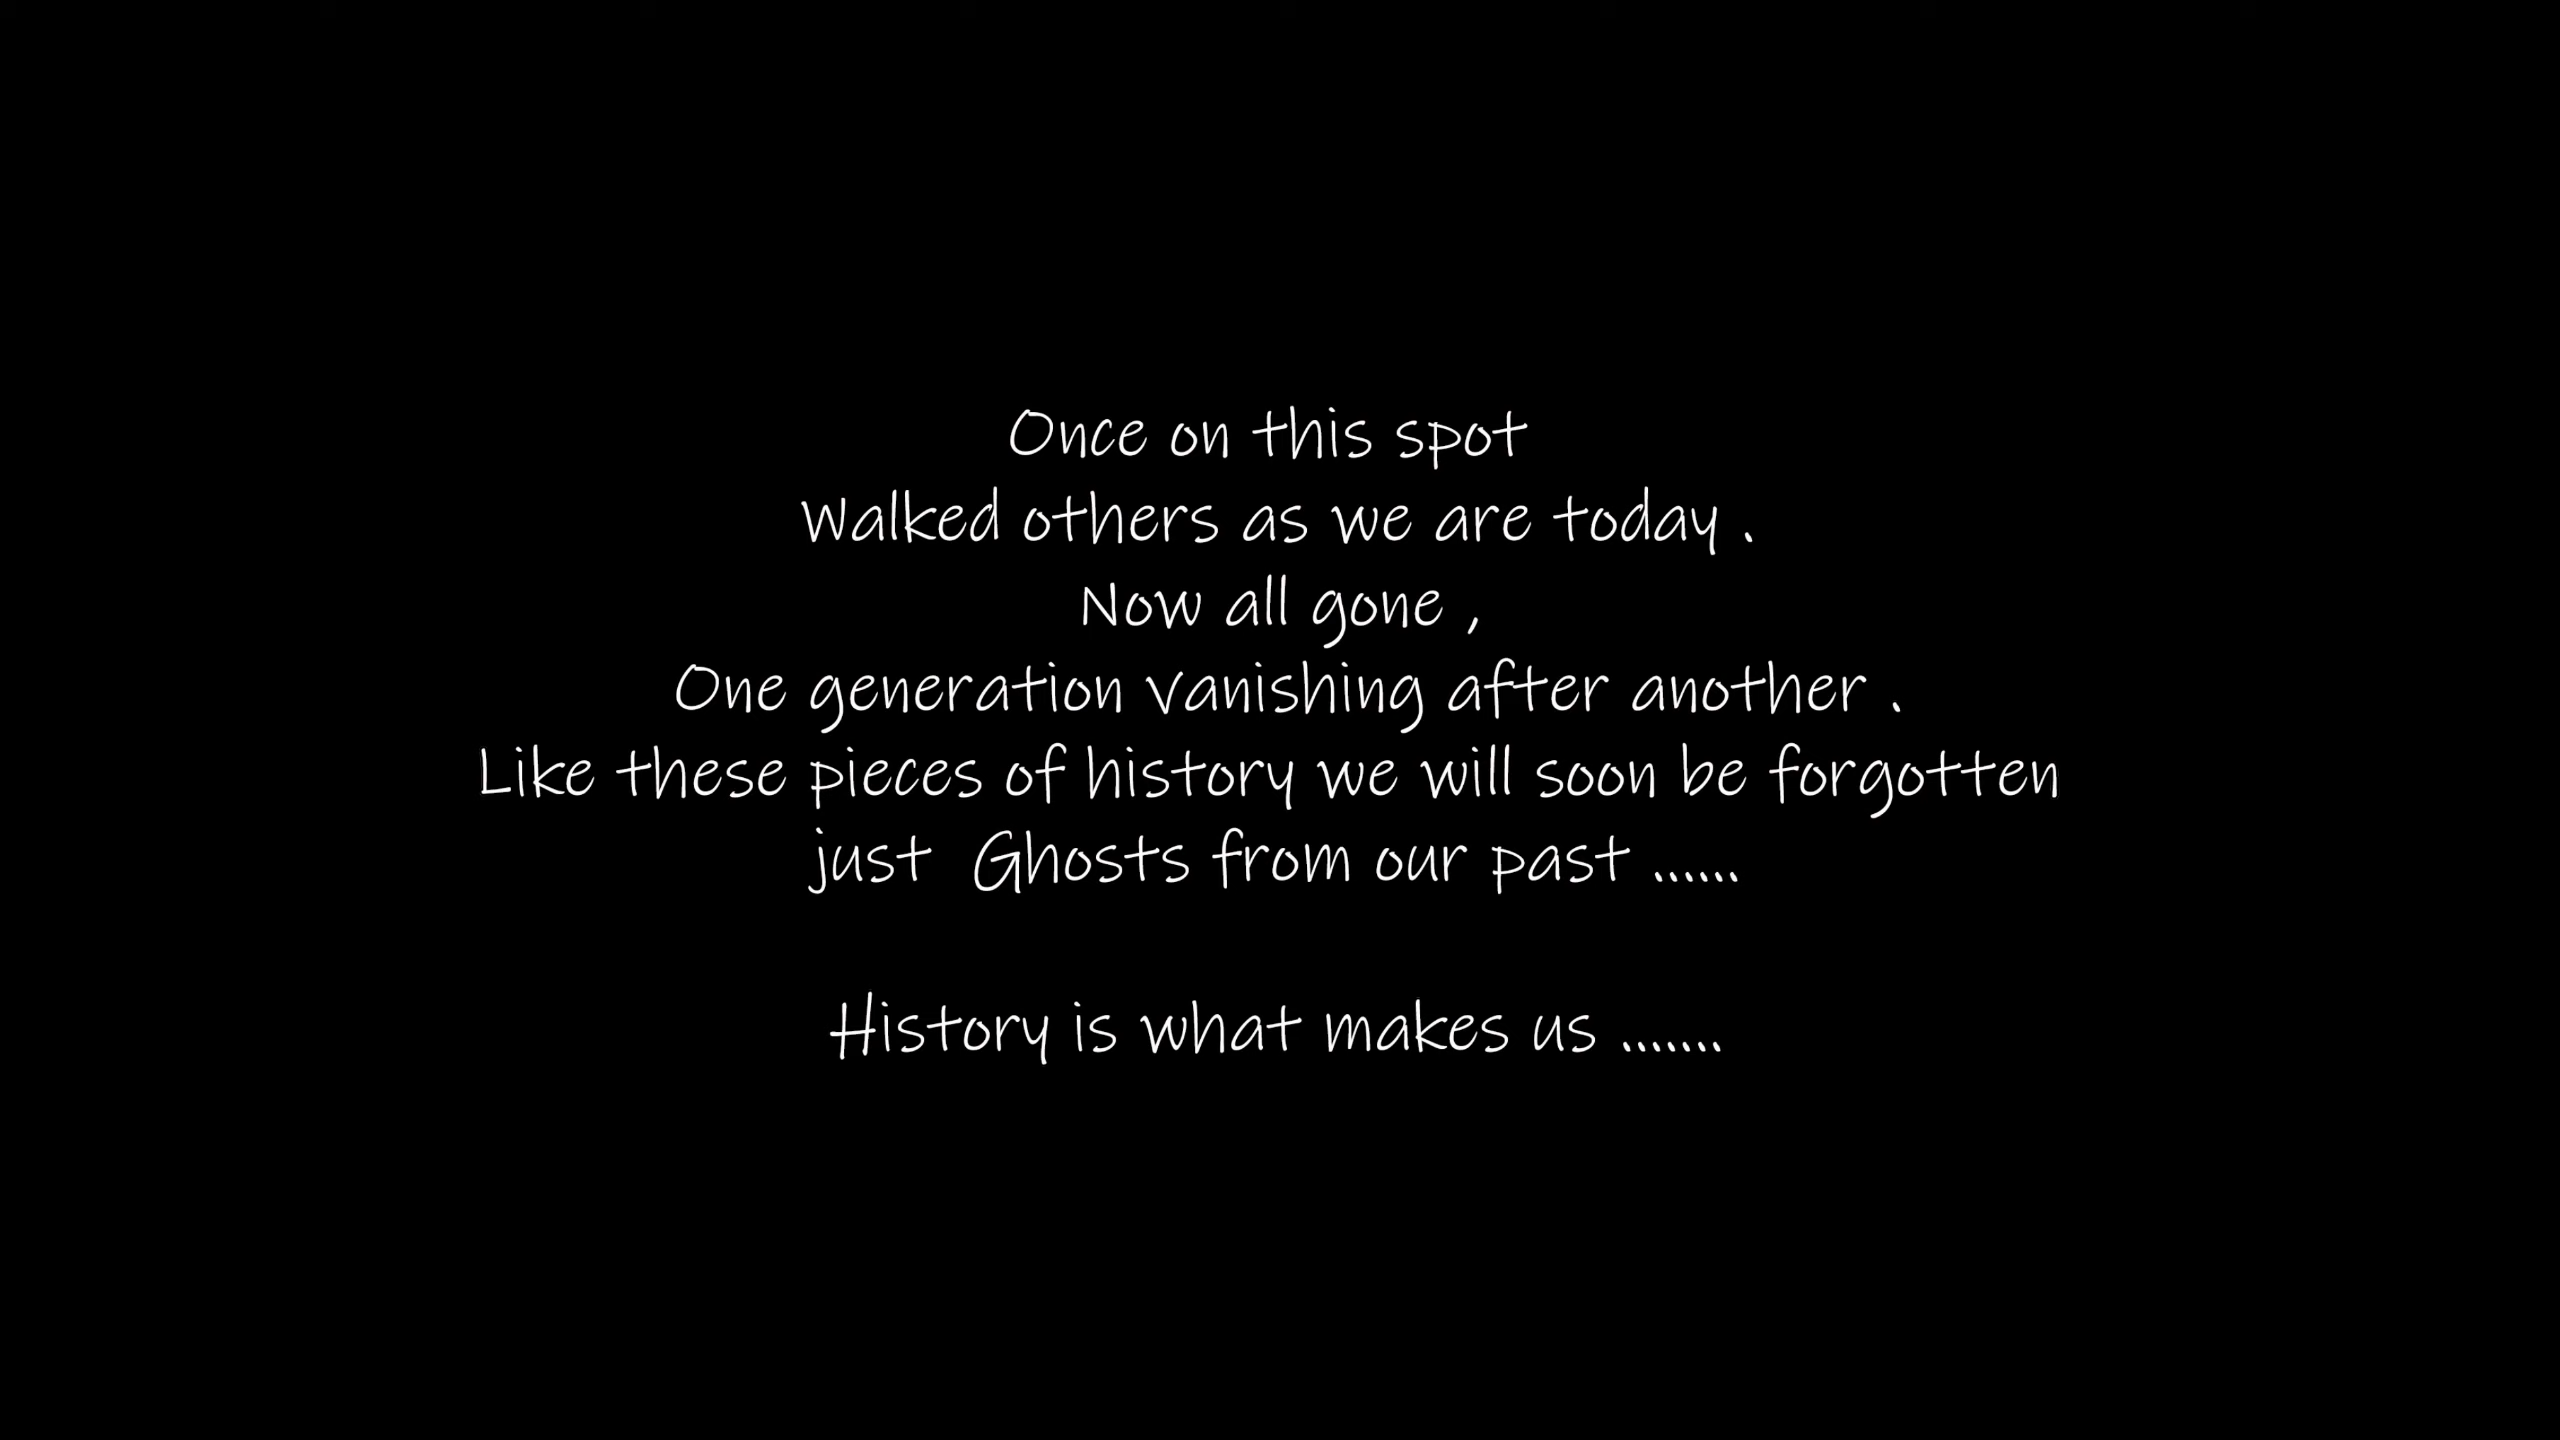 Once on this spot
Walked others as we are today .
Now all gone ,
One generation vanishing after another .
Like these pieces of history we will soon be forgotten
just  Ghosts from our past ......
History is what makes us .......